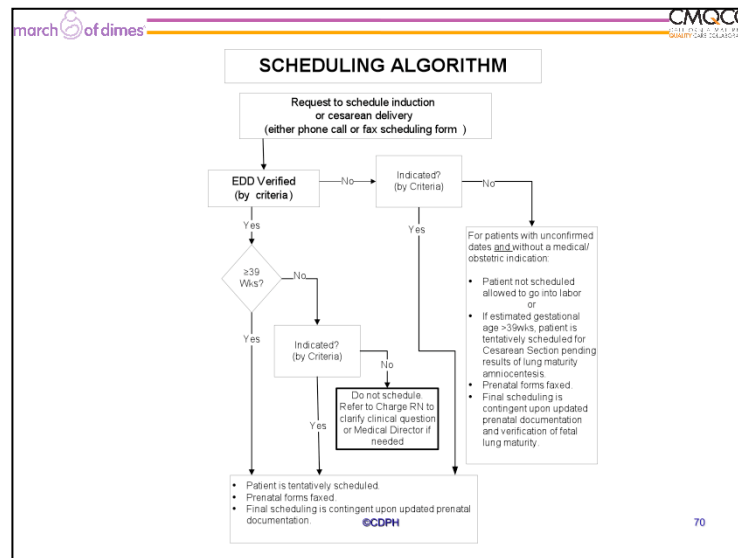 march of dimes®
CMQCC
QUALITY CARE COLLABORA
SCHEDULING ALGORITHM
Request to schedule induction
or cesarean delivery
(either phone call or fax scheduling form )
EDD Verified
(by criteria)
No
Indicated?
(by Criteria)
No
Yes
Yes
For patients with unconfirmed
dates and without a medical/
obstetric indication:
• Patient not scheduled
allowed to go into labor
or
• If estimated gestational
age >39wks, patient is
tentatively scheduled for
Cesarean Section pending
results of lung maturity
amniocentesis.
• Prenatal forms faxed.
• Final scheduling is
contingent upon updated
prenatal documentation
and verification of fetal
lung maturity.
≥39
Wks?
No
Yes
Indicated?
(by Criteria)
No
Yes
Do not schedule.
Refer to Charge RN to
clarify clinical question
or Medical Director if
needed
• Patient is tentatively scheduled.
• Prenatal forms faxed.
• Final scheduling is contingent upon updated prenatal
documentation.
©CDPH
70